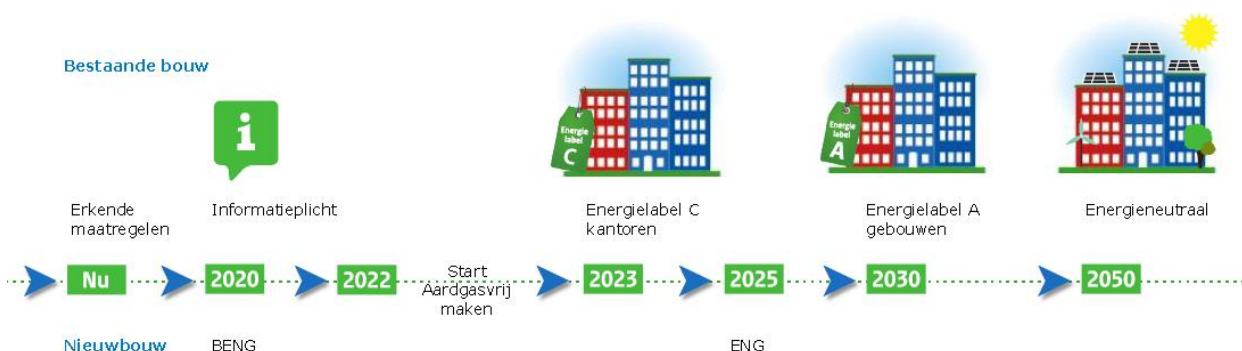 Bestaande bouw
Energie
label
C
Energie
label
A
Erkende
maatregelen
Informatieplicht
Energielabel C
kantoren
Energielabel A
gebouwen
Energieneutraal
Nu
2020
2022
Start
Aardgasvrij
maken
2023
2025
2030
2050
Nieuwbouw
BENG
ENG